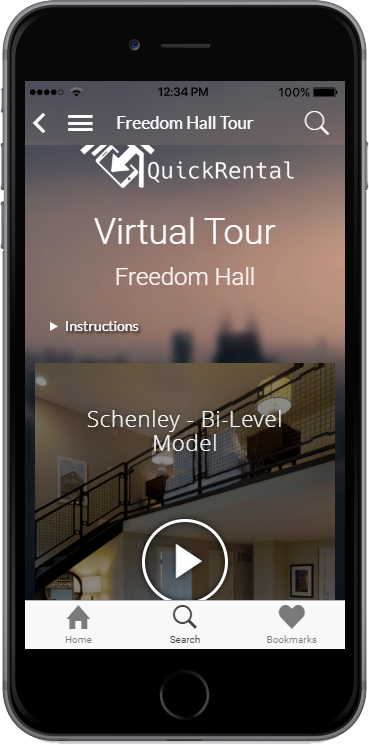 12:34 PM
100%
Freedom Hall Tour
QuickRental
Virtual Tour
Freedom Hall
Instructions
Schenley - Bi-Level
Model
Home
Search
Bookmarks